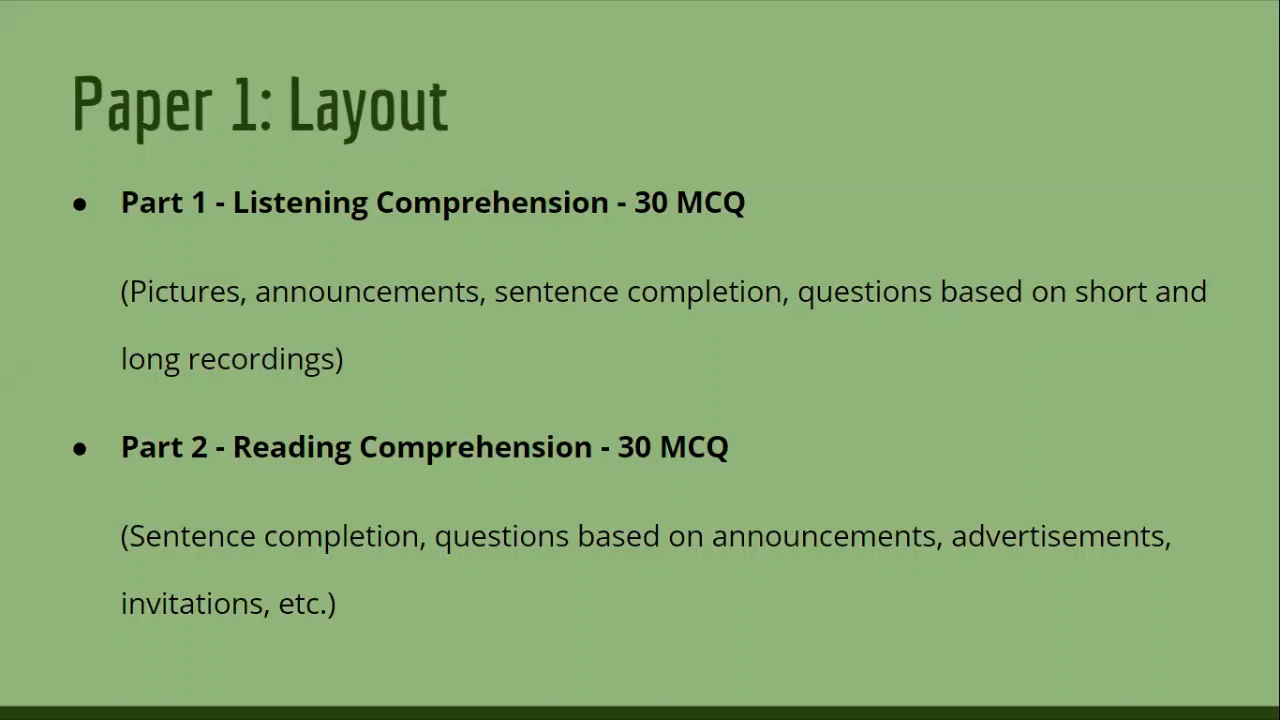 Paper 1: Layout
● Part 1 - Listening Comprehension - 30 MCQ
(Pictures, announcements, sentence completion, questions based on short and
long recordings)
● Part 2 - Reading Comprehension - 30 MCQ
(Sentence completion, questions based on announcements, advertisements,
invitations, etc.)